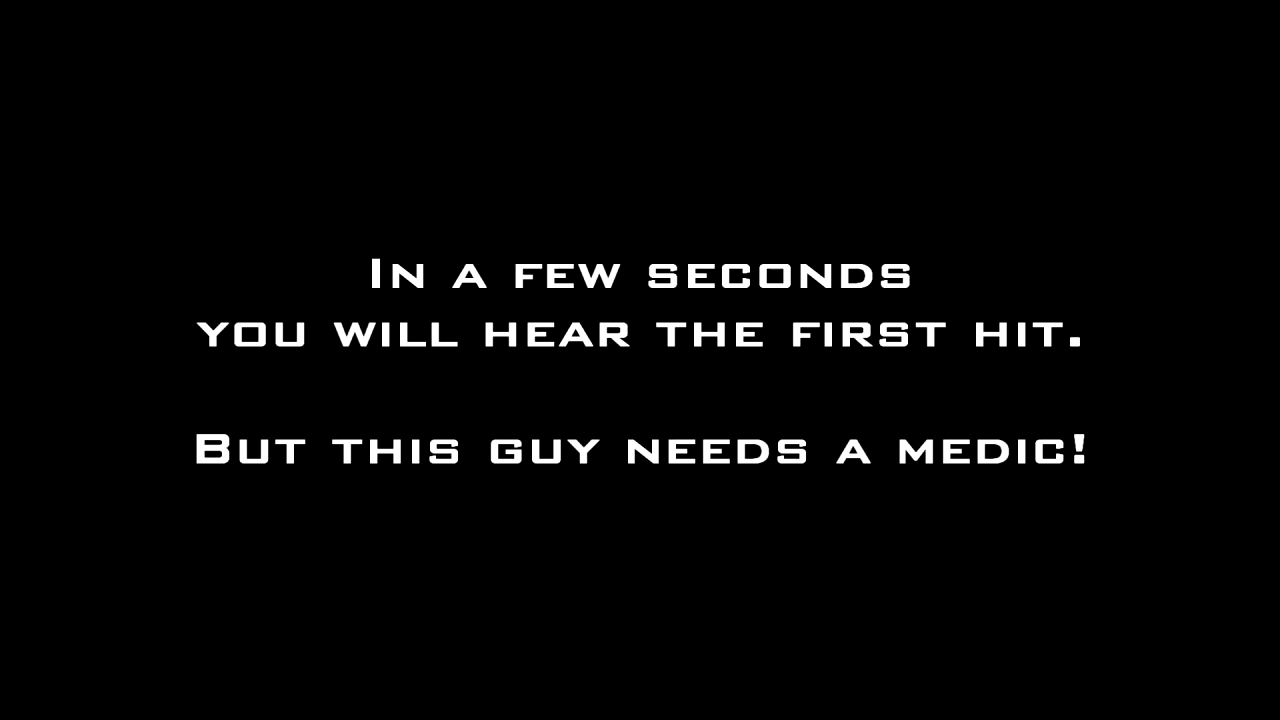 In a few seconds
you will hear the first hit.
But this guy needs a medic!